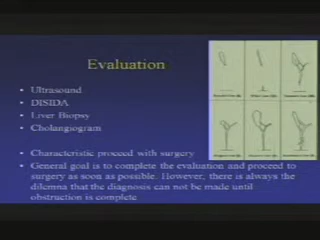 Evaluation
• Ultrasound
• DISIDA
• Liver Biopsy
• Cholangiogram
• Characteristic proceed with surgery
• General goal is to complete the evaluation and proceed to
surgery as soon as possible. However, there is always the
dilemma that the diagnosis can not be made until
obstruction is complete